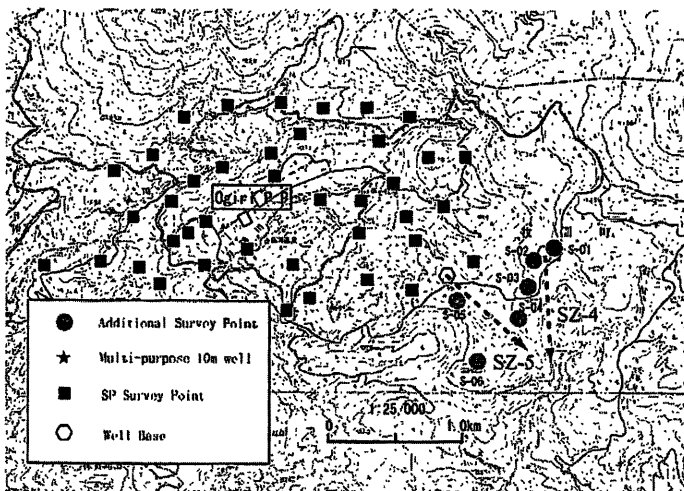 Ogiri P.P
S-02
S-01
S-03
S-04
SZ-4
S-05
SZ-5
S-06
Additional Survey Point
Multi-purpose 10m well
SP Survey Point
Well Base
1:25,000
0 1.0km